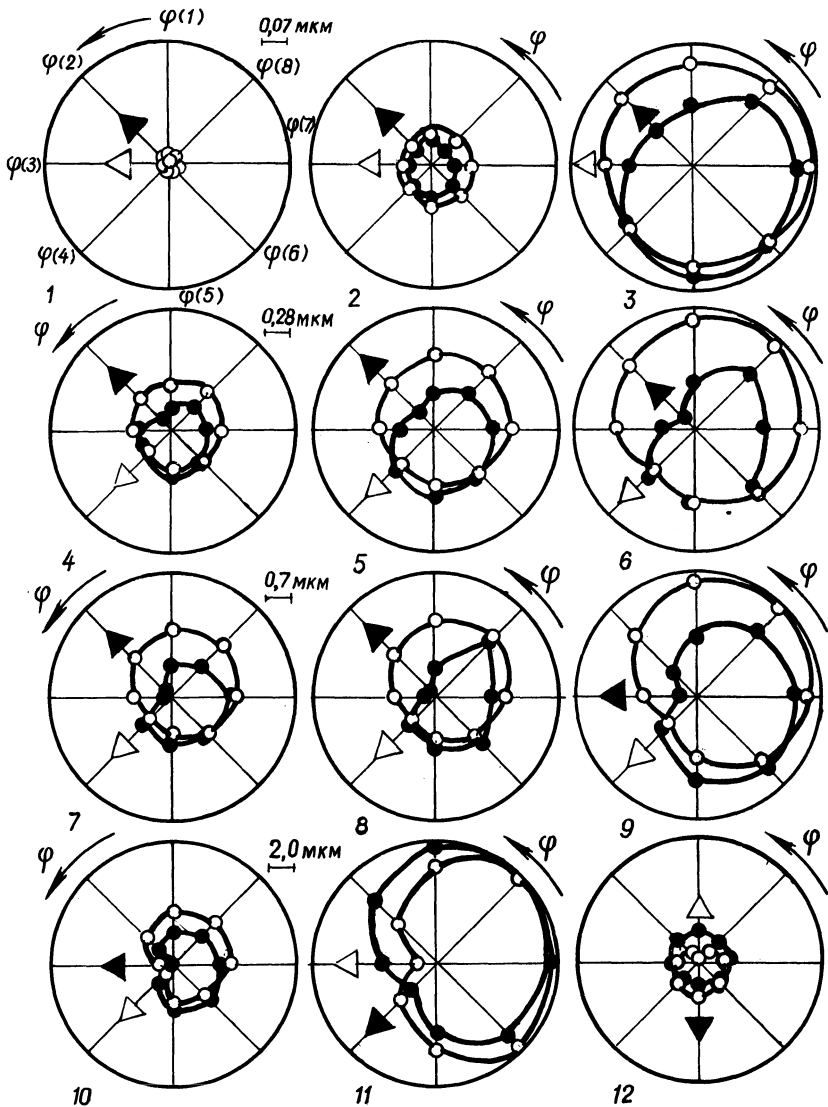 φ(1)
0,07 мкм
φ
φ
φ(2)
φ(8)
φ(7)
φ(3)
φ(4)
φ(6)
1
φ(5)
2
3
φ
0,28 мкм
φ
φ
4
5
6
φ
0,7 мкм
φ
φ
7
8
9
φ
2,0 мкм
φ
φ
10
11
12